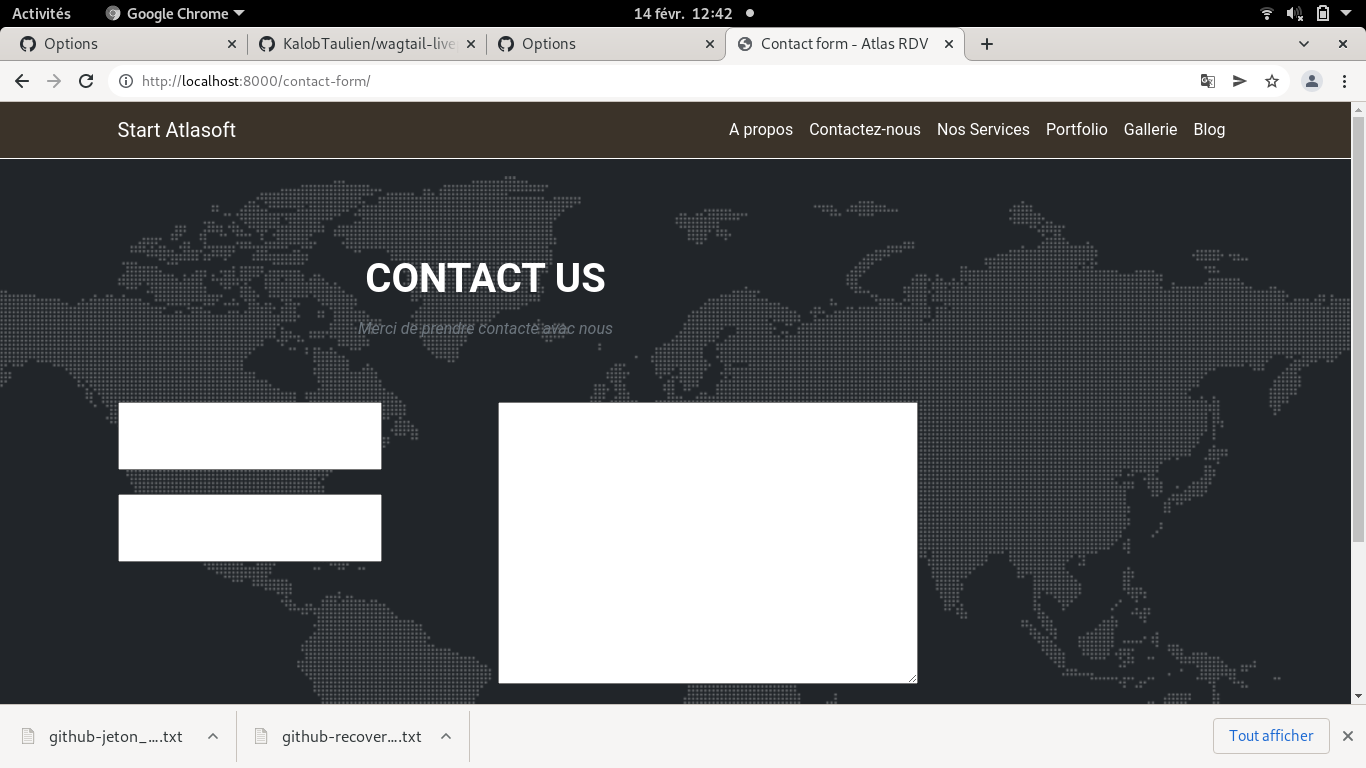 Activités Google Chrome 14 févr. 12:42
Options KalobTaulien/wagtail-live Options Contact form - Atlas RDV
http://localhost:8000/contact-form/
Start Atlasoft A propos Contactez-nous Nos Services Portfolio Gallerie Blog
CONTACT US
Merci de prendre contacte avac nous
github-jeton_....txt github-recover....txt Tout afficher